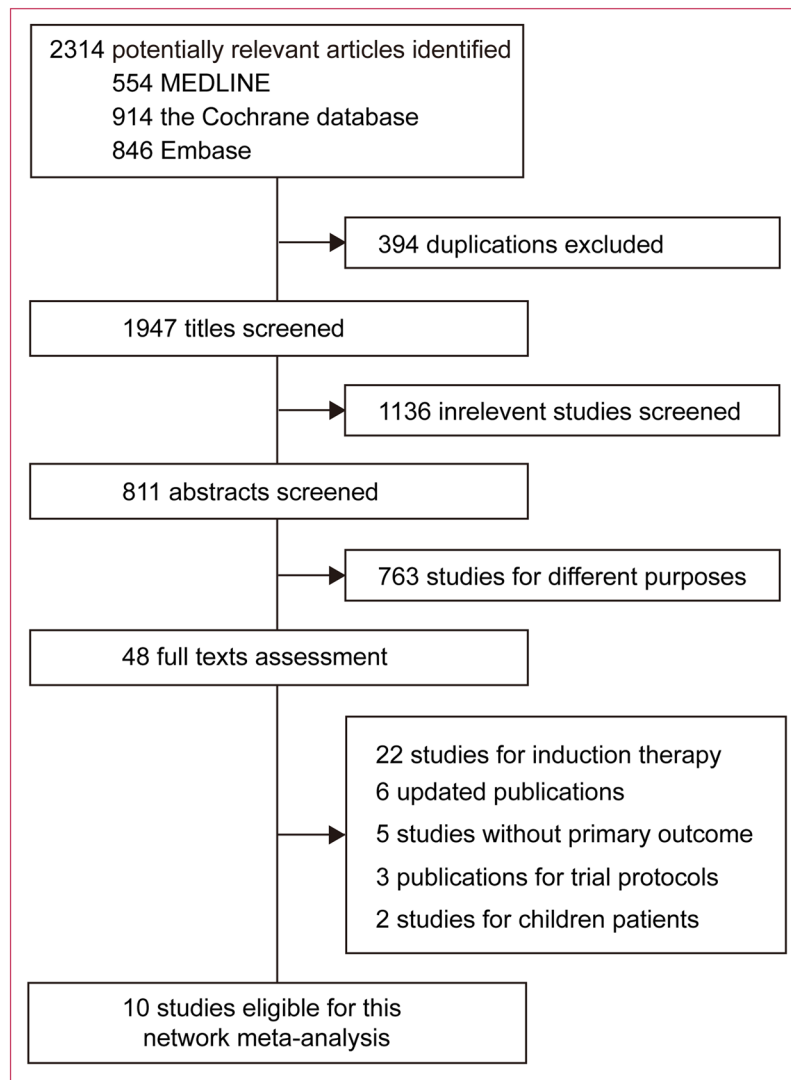 2314 potentially relevant articles identified
554 MEDLINE
914 the Cochrane database
846 Embase
394 duplications excluded
1947 titles screened
1136 inrelevent studies screened
811 abstracts screened
763 studies for different purposes
48 full texts assessment
22 studies for induction therapy
6 updated publications
5 studies without primary outcome
3 publications for trial protocols
2 studies for children patients
10 studies eligible for this
network meta-analysis